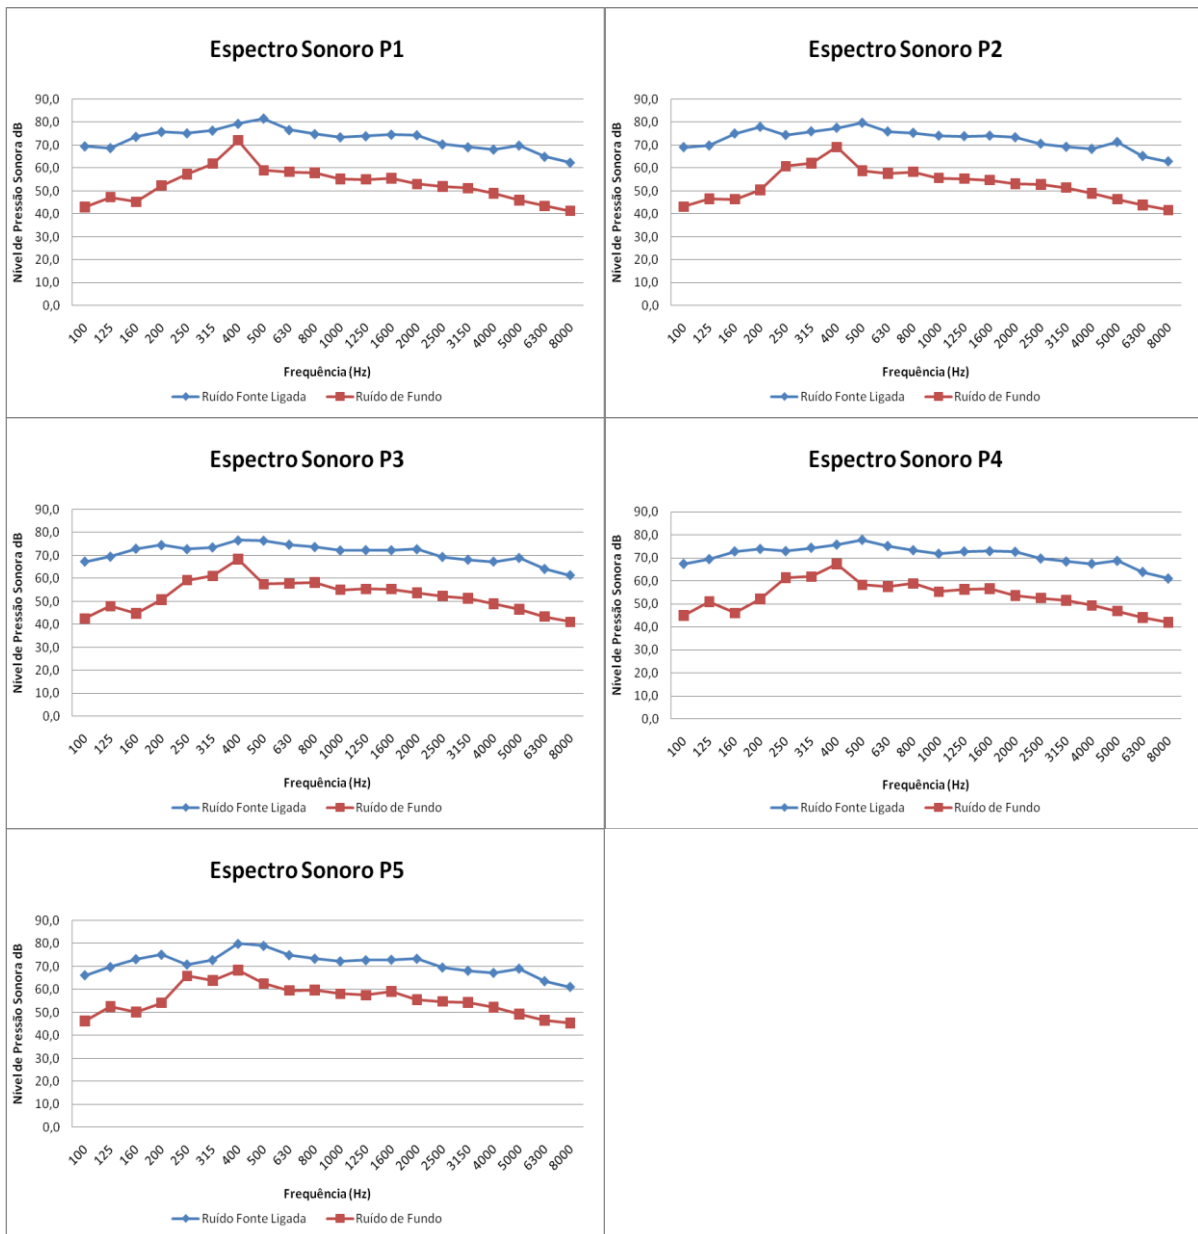 Espectro Sonoro P1
Nível de Pressão Sonora dB
90,0
80,0
70,0
60,0
50,0
40,0
30,0
20,0
10,0
0,0
100 125 160 200 250 315 400 500 630 800 1000 1250 1600 2000 2500 3150 4000 5000 6300 8000
Frequência (Hz)
Ruído Fonte Ligada Ruído de Fundo
Espectro Sonoro P2
Nível de Pressão Sonora dB
90,0
80,0
70,0
60,0
50,0
40,0
30,0
20,0
10,0
0,0
100 125 160 200 250 315 400 500 630 800 1000 1250 1600 2000 2500 3150 4000 5000 6300 8000
Frequência (Hz)
Ruído Fonte Ligada Ruído de Fundo
Espectro Sonoro P3
Nível de Pressão Sonora dB
90,0
80,0
70,0
60,0
50,0
40,0
30,0
20,0
10,0
0,0
100 125 160 200 250 315 400 500 630 800 1000 1250 1600 2000 2500 3150 4000 5000 6300 8000
Frequência (Hz)
Ruído Fonte Ligada Ruído de Fundo
Espectro Sonoro P4
Nível de Pressão Sonora dB
90,0
80,0
70,0
60,0
50,0
40,0
30,0
20,0
10,0
0,0
100 125 160 200 250 315 400 500 630 800 1000 1250 1600 2000 2500 3150 4000 5000 6300 8000
Frequência (Hz)
Ruído Fonte Ligada Ruído de Fundo
Espectro Sonoro P5
Nível de Pressão Sonora dB
90,0
80,0
70,0
60,0
50,0
40,0
30,0
20,0
10,0
0,0
100 125 160 200 250 315 400 500 630 800 1000 1250 1600 2000 2500 3150 4000 5000 6300 8000
Frequência (Hz)
Ruído Fonte Ligada Ruído de Fundo